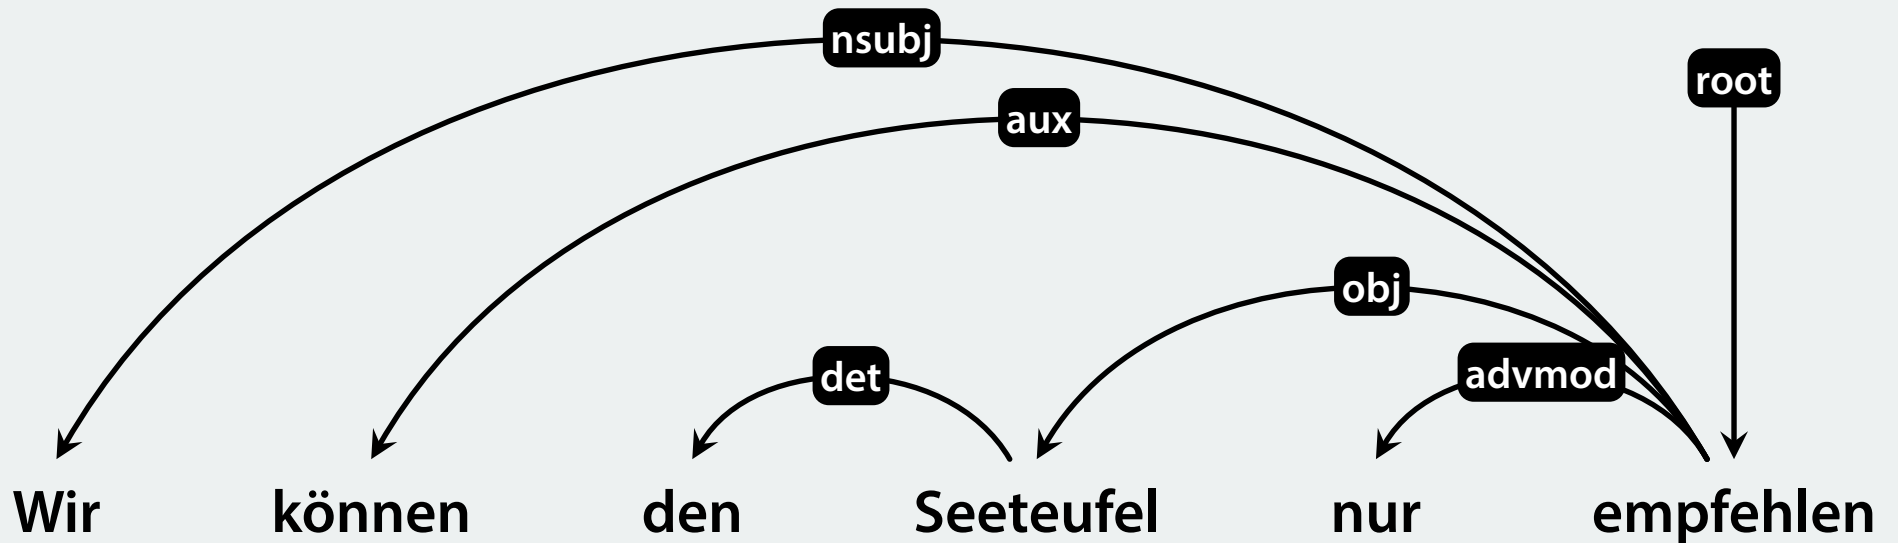 nsubj
root
aux
obj
det
advmod
Wir können den Seeteufel nur empfehlen